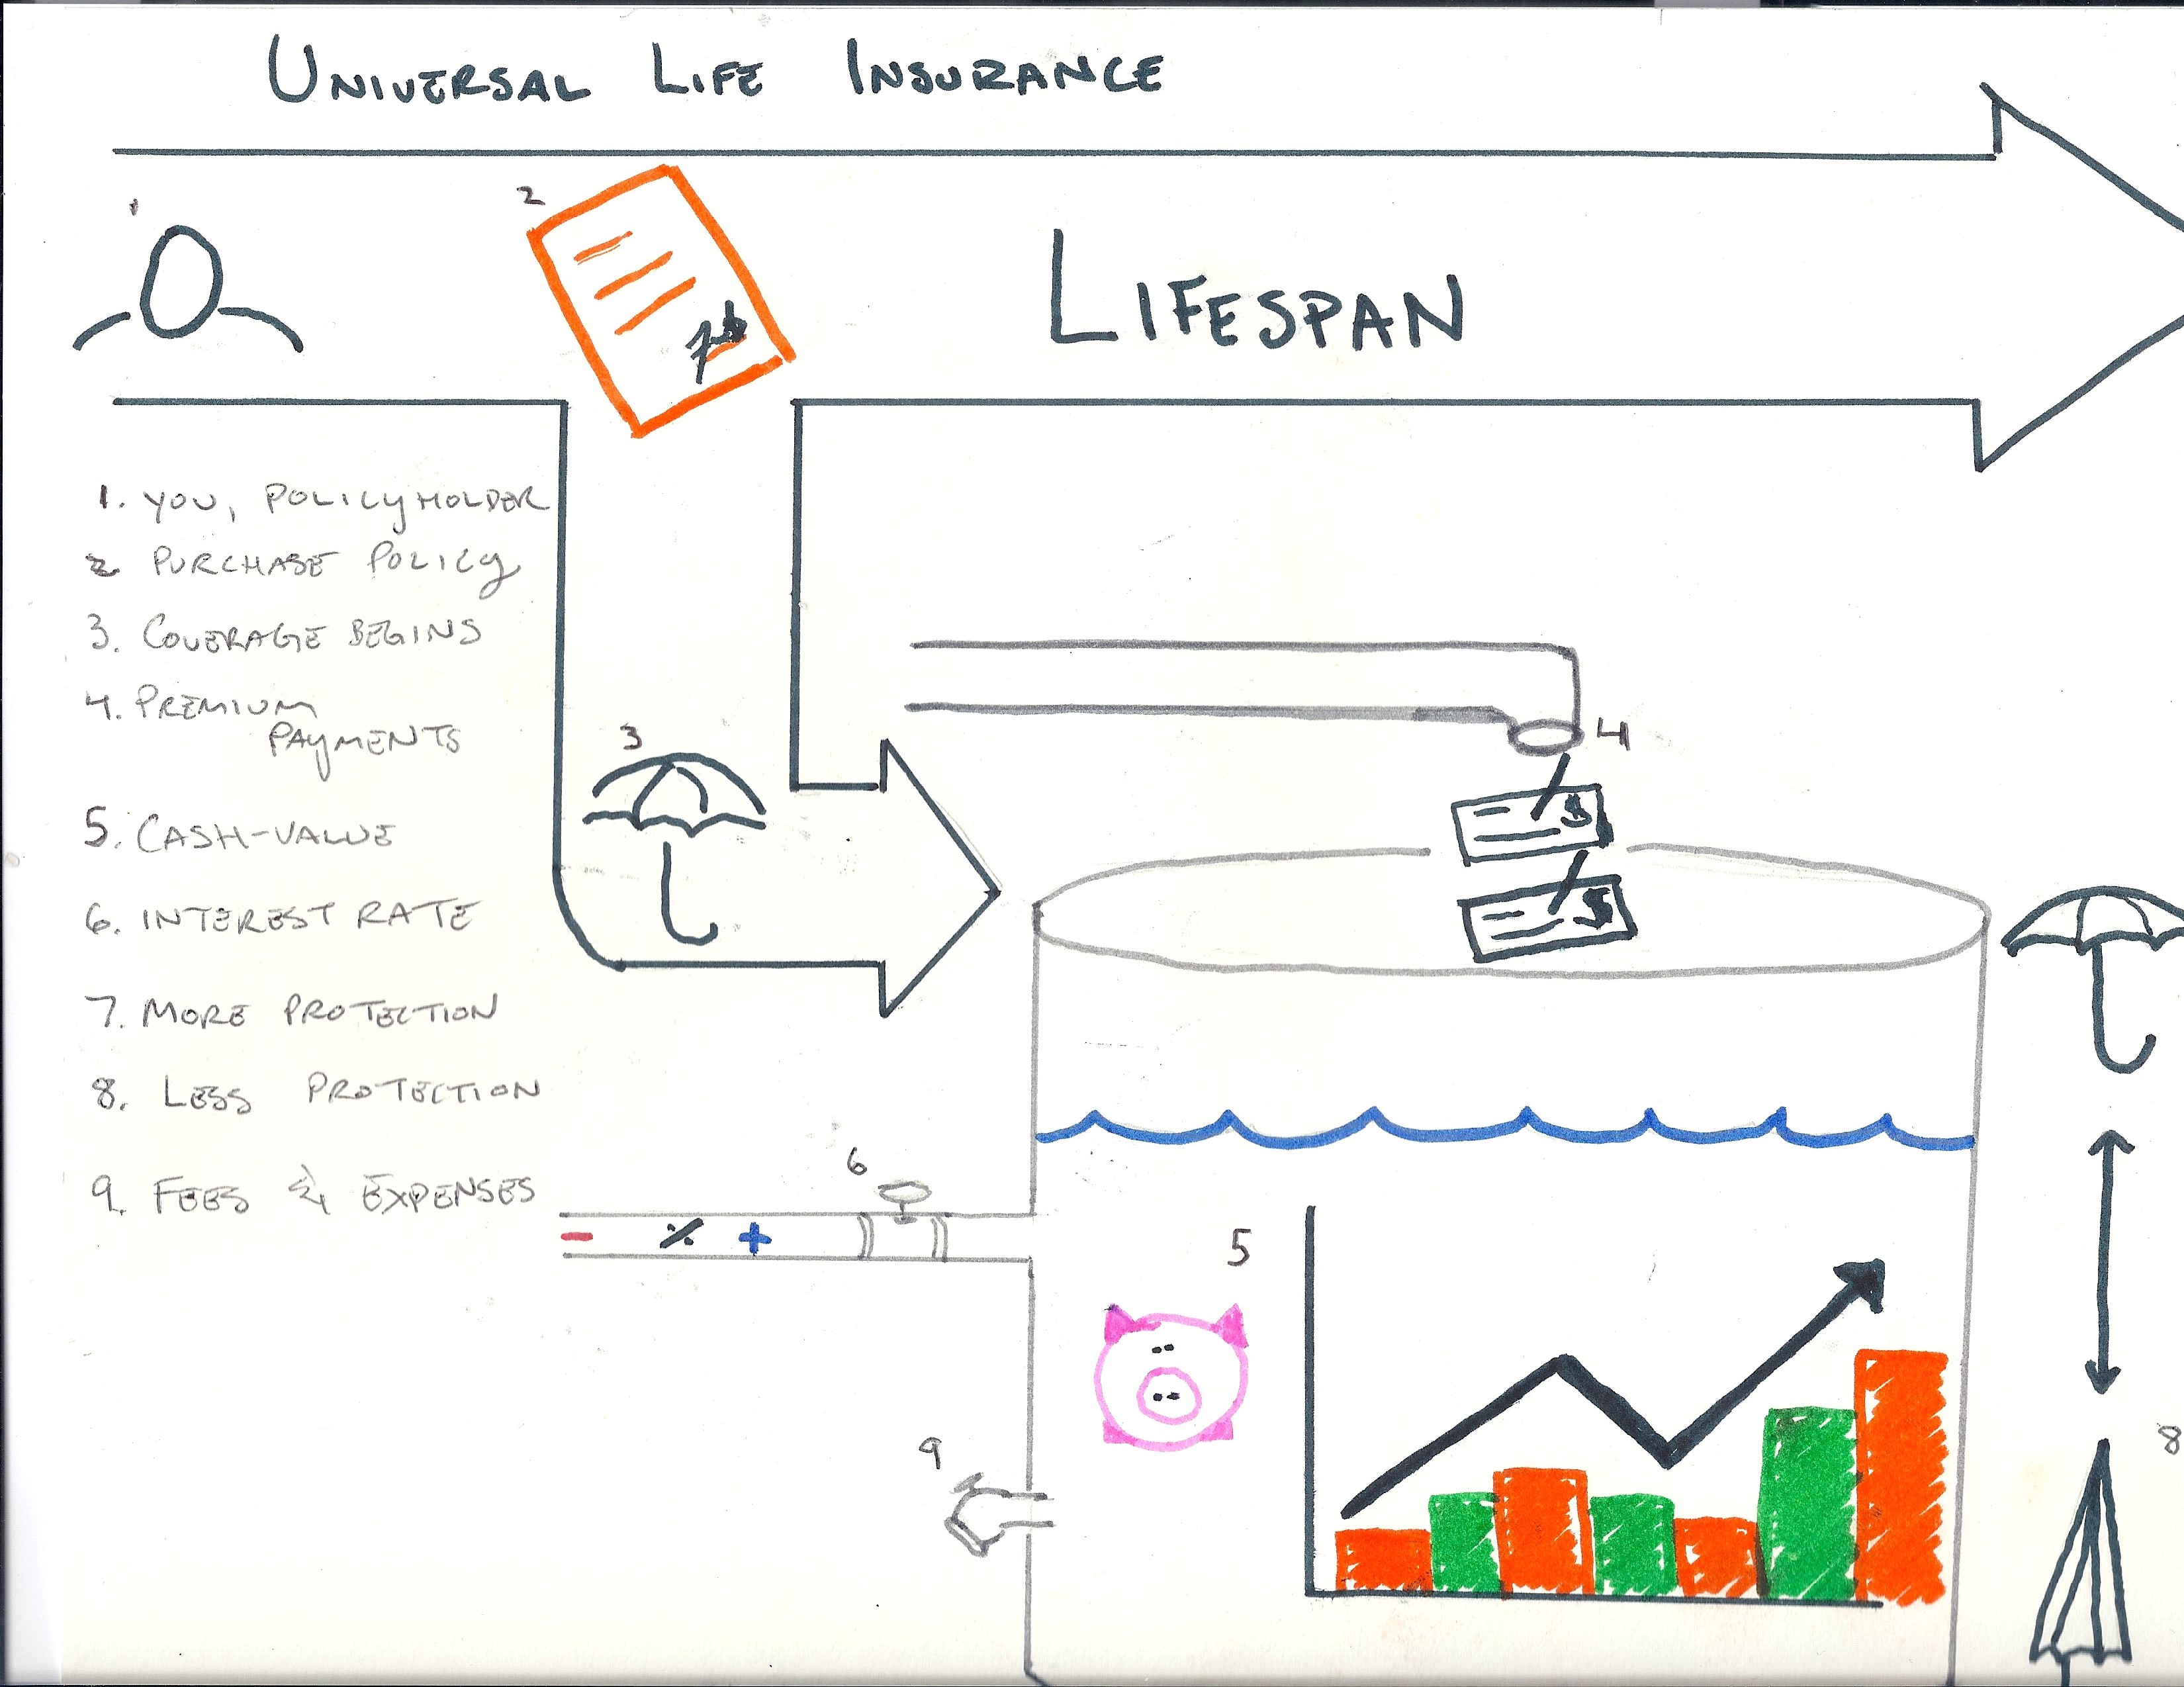 UNIVERSAL LIFE INSURANCE
1
2
LIFESPAN
1. YOU, POLICYHOLDER
2 PURCHASE POLICY
3. COVERAGE BEGINS
4. PREMIUM
PAYMENTS
5. CASH-VALUE
6. INTEREST RATE
7. MORE PROTECTION
8. LESS PROTECTION
9. FEES & EXPENSES
3
4
$
$
6
- % +
5
9
8